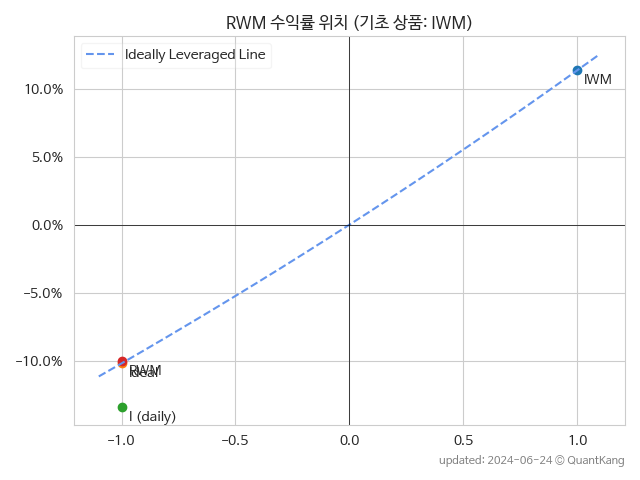 RWM 수익률 위치 (기초 상품: IWM)
Ideally Leveraged Line
IWM
10.0%
5.0%
0.0%
−5.0%
−10.0%
RWM
Ideal
I (daily)
−1.0 −0.5 0.0 0.5 1.0
updated: 2024-06-24 © QuantKang